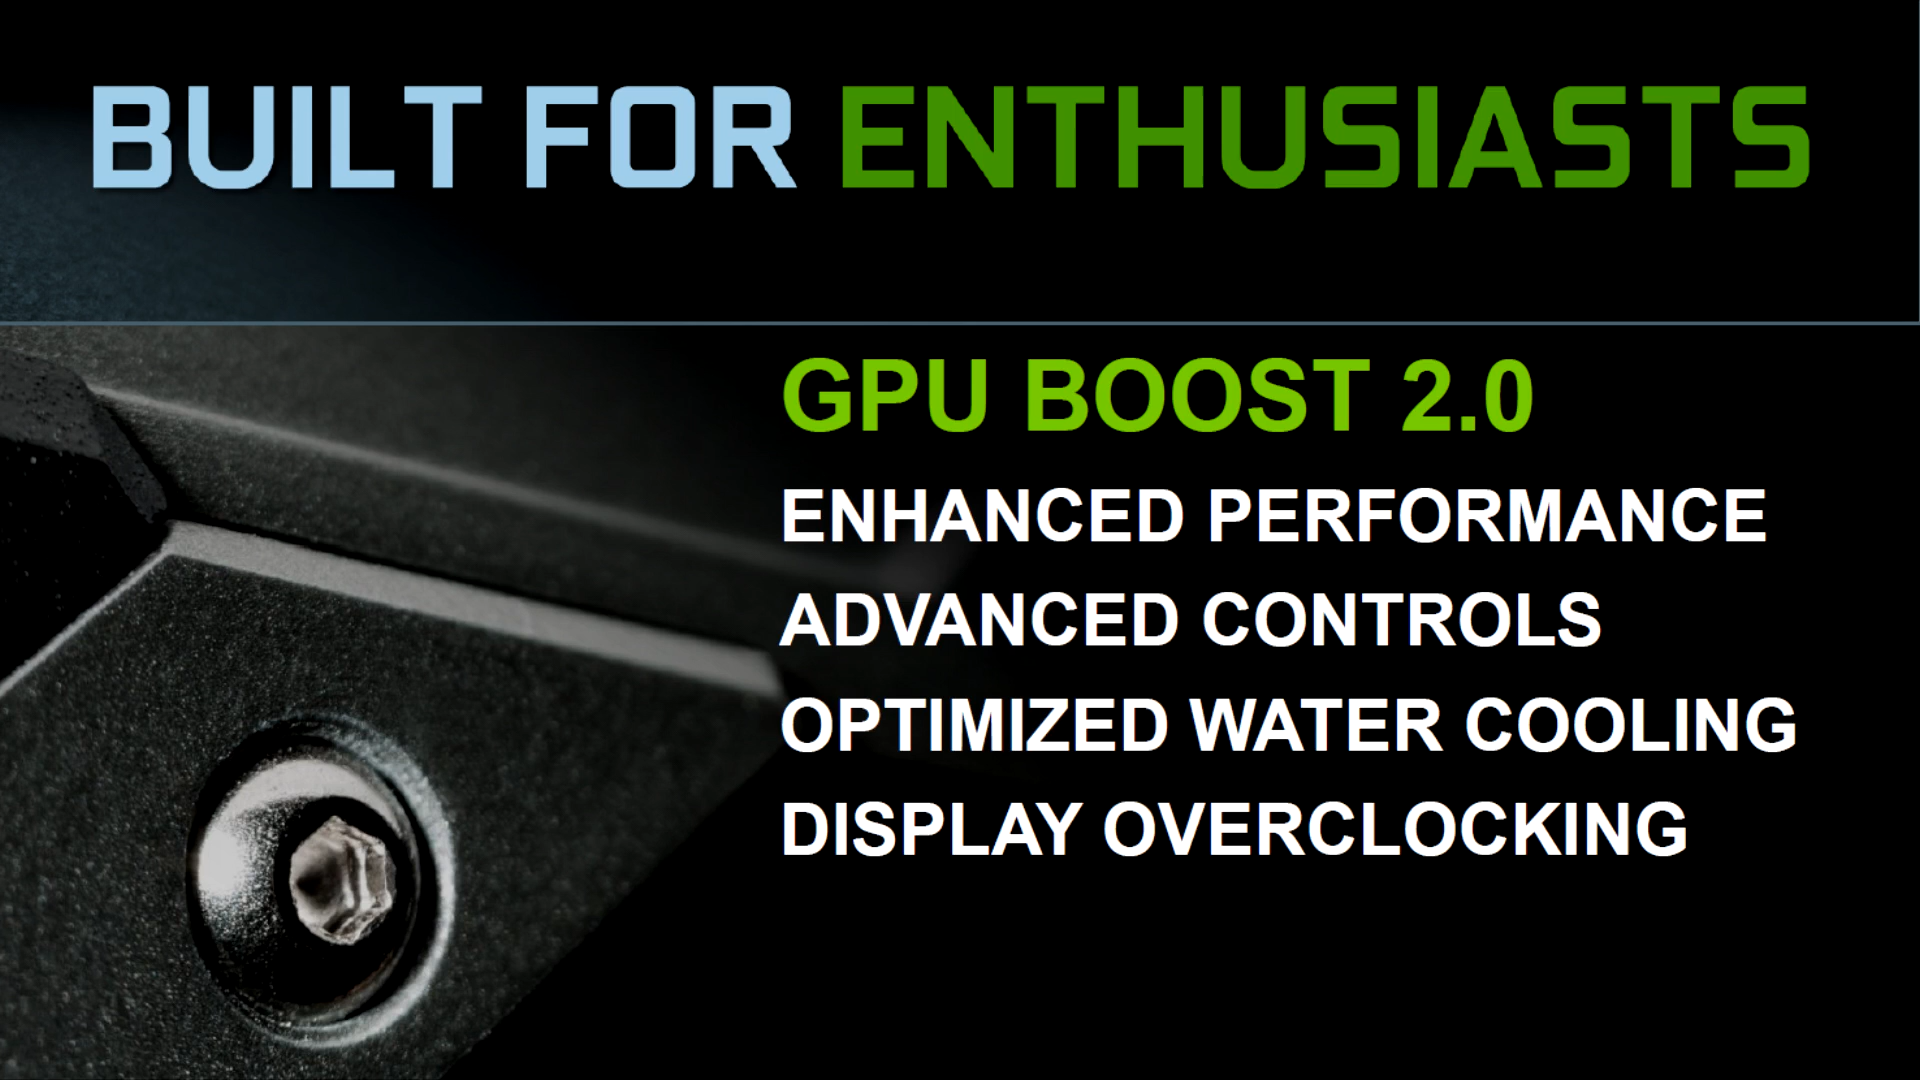 BUILT FOR ENTHUSIASTS
GPU BOOST 2.0
ENHANCED PERFORMANCE
ADVANCED CONTROLS
OPTIMIZED WATER COOLING
DISPLAY OVERCLOCKING